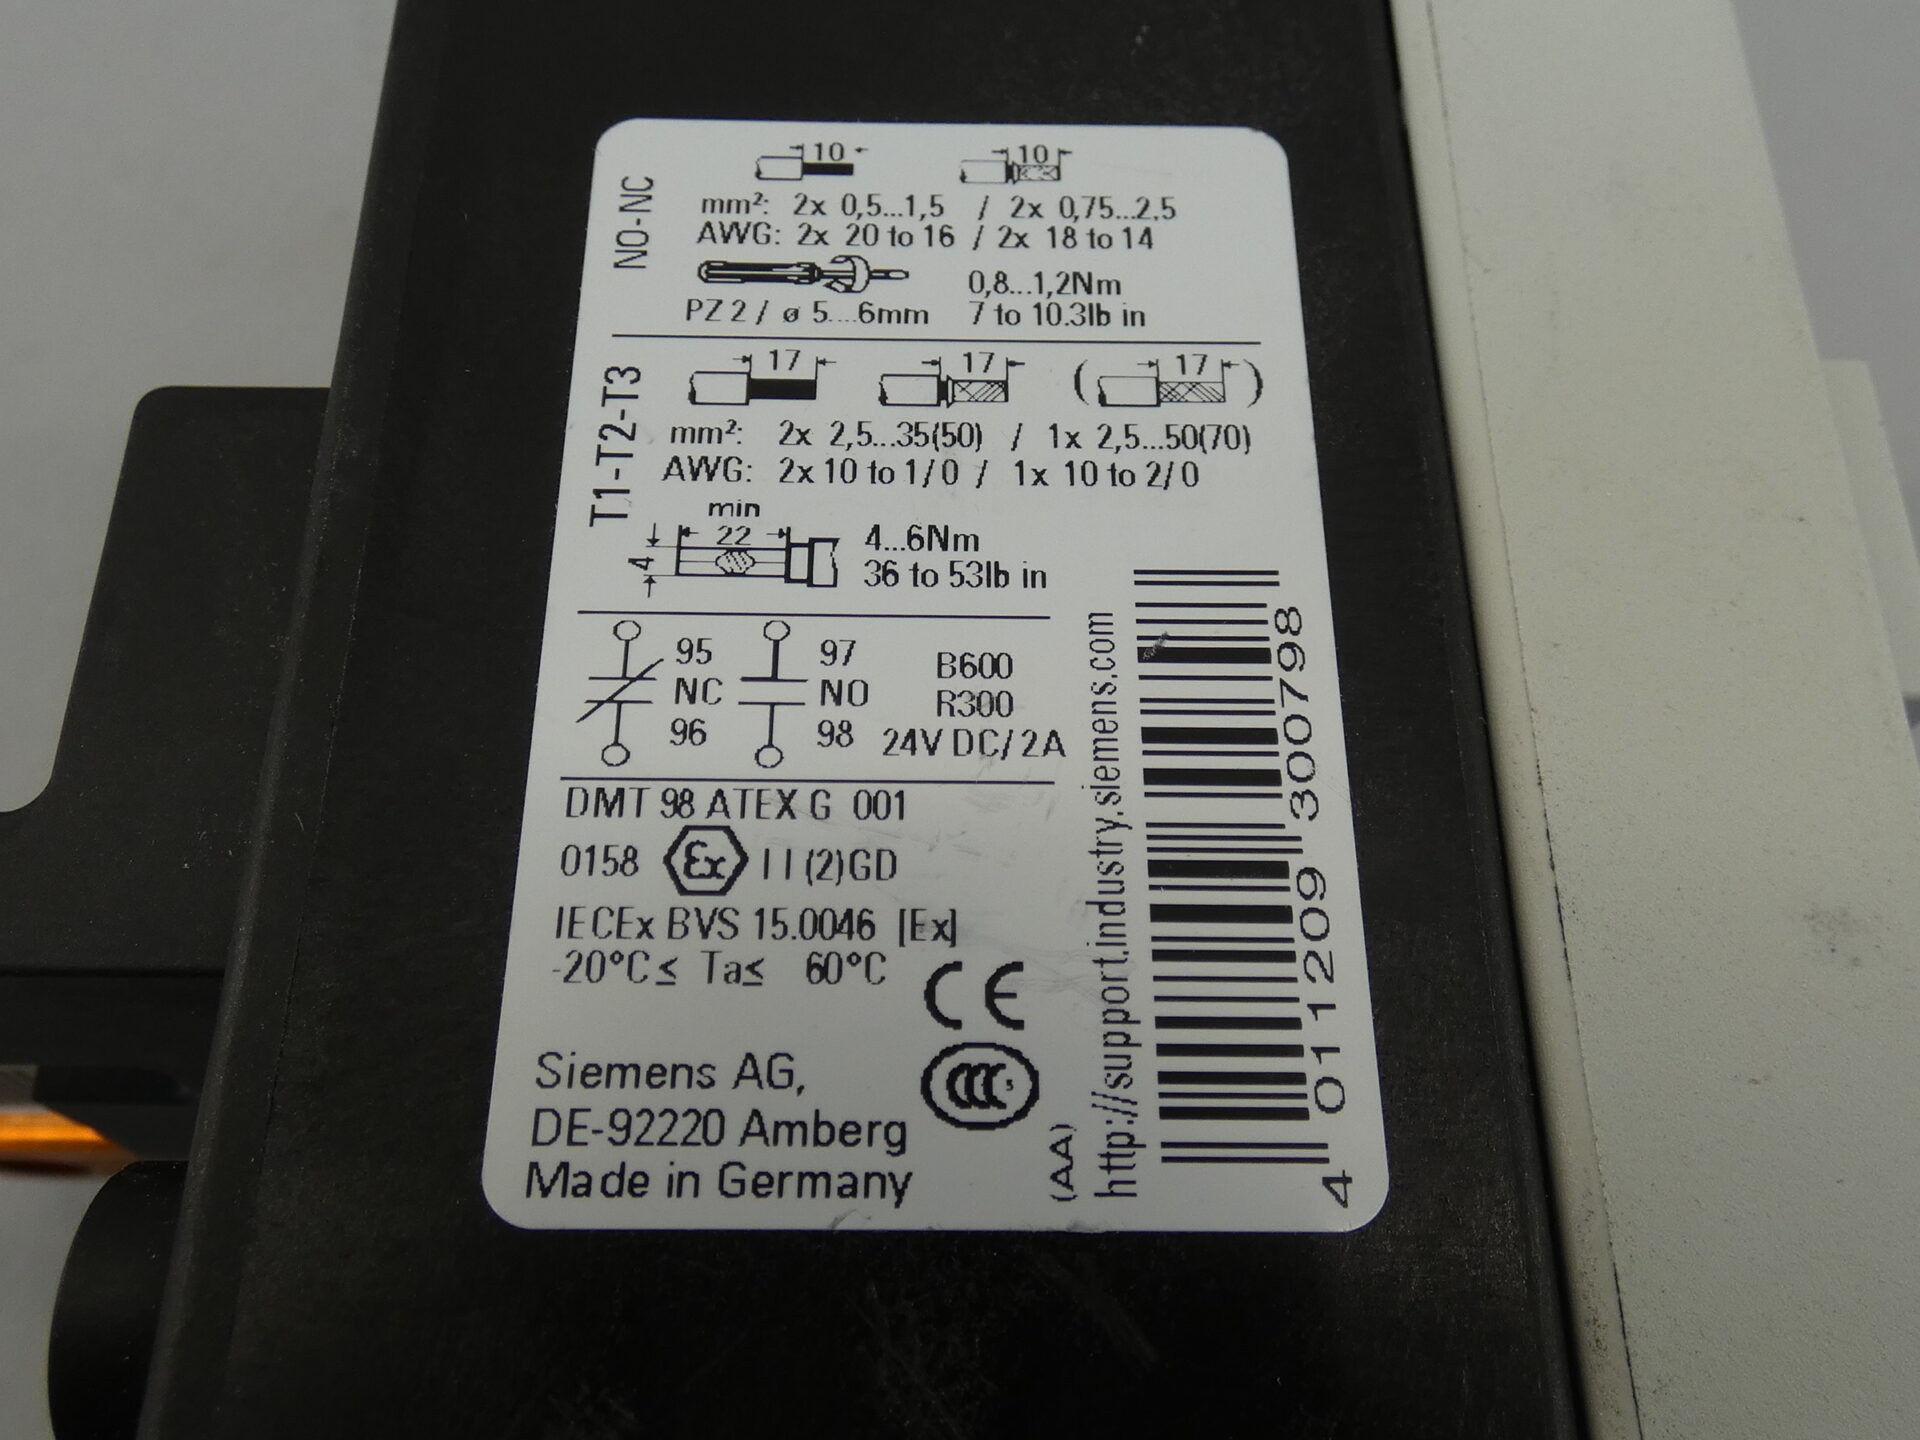 NO-NC
10 10
mm²: 2x 0,5...1,5 / 2x 0,75...2,5
AWG: 2x 20 to 16 / 2x 18 to 14
0,8...1,2Nm
PZ 2 / ø 5...6mm 7 to 10.3lb in
T1-T2-T3
17 17 ( 17 )
mm²: 2x 2,5...35(50) / 1x 2,5...50(70)
AWG: 2x 10 to 1/0 / 1x 10 to 2/0
min
22
4
4...6Nm
36 to 53lb in
95 97 B600
NC NO R300
96 98 24V DC/2A
DMT 98 ATEX G 001
0158 Ex II (2)GD
IECEx BVS 15.0046 [Ex]
-20°C ≤ Ta ≤ 60°C
CE
CCC S
Siemens AG,
DE-92220 Amberg
Made in Germany
(AA)
http://support.industry.siemens.com
4 011209 300798